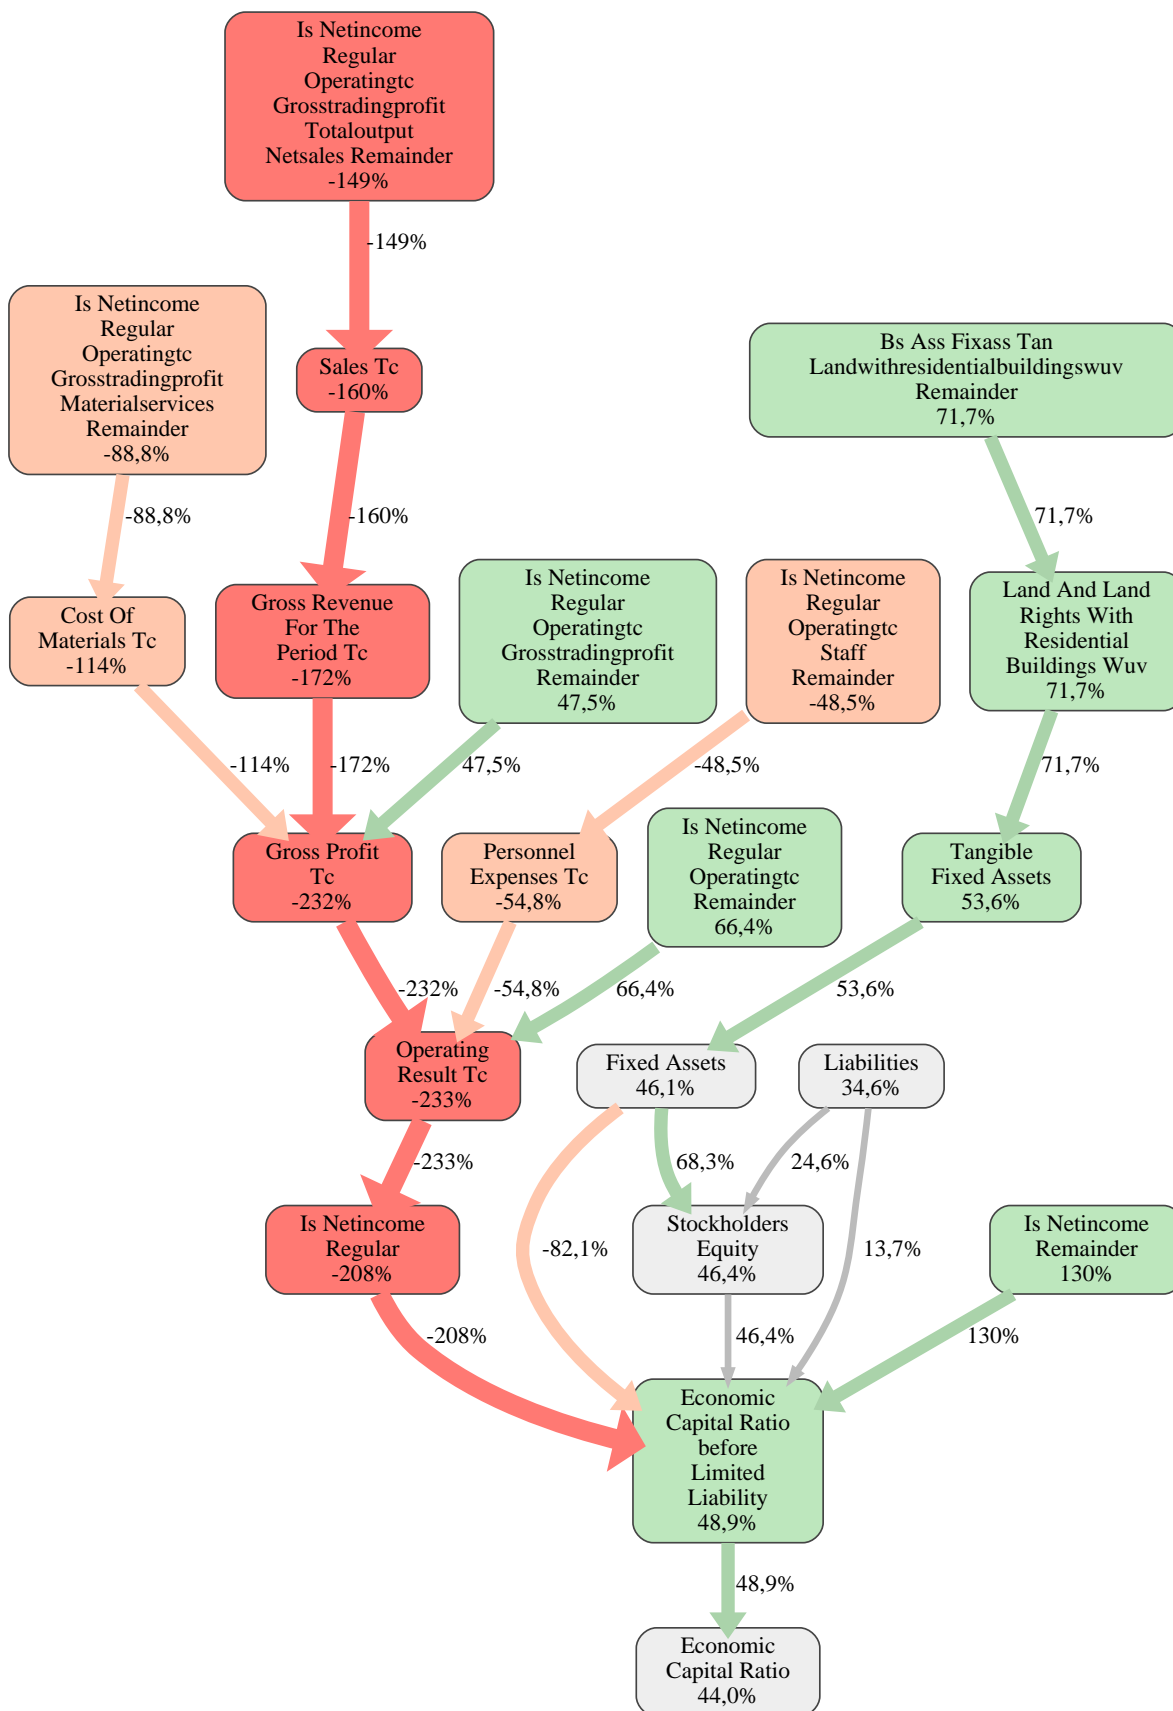 Is Netincome
Regular
Operatingtc
Grosstradingprofit
Totaloutput
Netsales Remainder
-149%
-149%
Is Netincome
Regular
Operatingtc
Grosstradingprofit
Materialservices
Remainder
-88,8%
Sales Tc
-160%
Bs Ass Fixass Tan
Landwithresidentialbuildingswuv
Remainder
71,7%
-88,8%
-160%
71,7%
Cost Of
Materials Tc
-114%
Gross Revenue
For The
Period Tc
-172%
Is Netincome
Regular
Operatingtc
Grosstradingprofit
Remainder
47,5%
Is Netincome
Regular
Operatingtc
Staff
Remainder
-48,5%
Land And Land
Rights With
Residential
Buildings Wuv
71,7%
-114%
-172%
47,5%
-48,5%
71,7%
Gross Profit
Tc
-232%
Personnel
Expenses Tc
-54,8%
Is Netincome
Regular
Operatingtc
Remainder
66,4%
Tangible
Fixed Assets
53,6%
-232%
-54,8%
66,4%
53,6%
Operating
Result Tc
-233%
Fixed Assets
46,1%
Liabilities
34,6%
-233%
68,3%
24,6%
Is Netincome
Regular
-208%
-82,1%
Stockholders
Equity
46,4%
13,7%
Is Netincome
Remainder
130%
-208%
46,4%
130%
Economic
Capital Ratio
before
Limited
Liability
48,9%
48,9%
Economic
Capital Ratio
44,0%